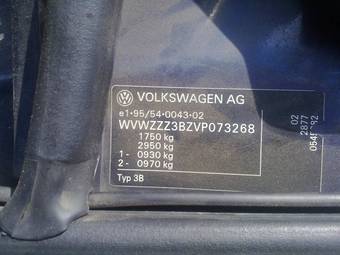 VOLKSWAGEN AG
e1*95/54*0043*02
WVWZZZ3BZVP073268
1750 kg
2950 kg
1- 0930 kg
2- 0970 kg
Typ 3B
02
2877